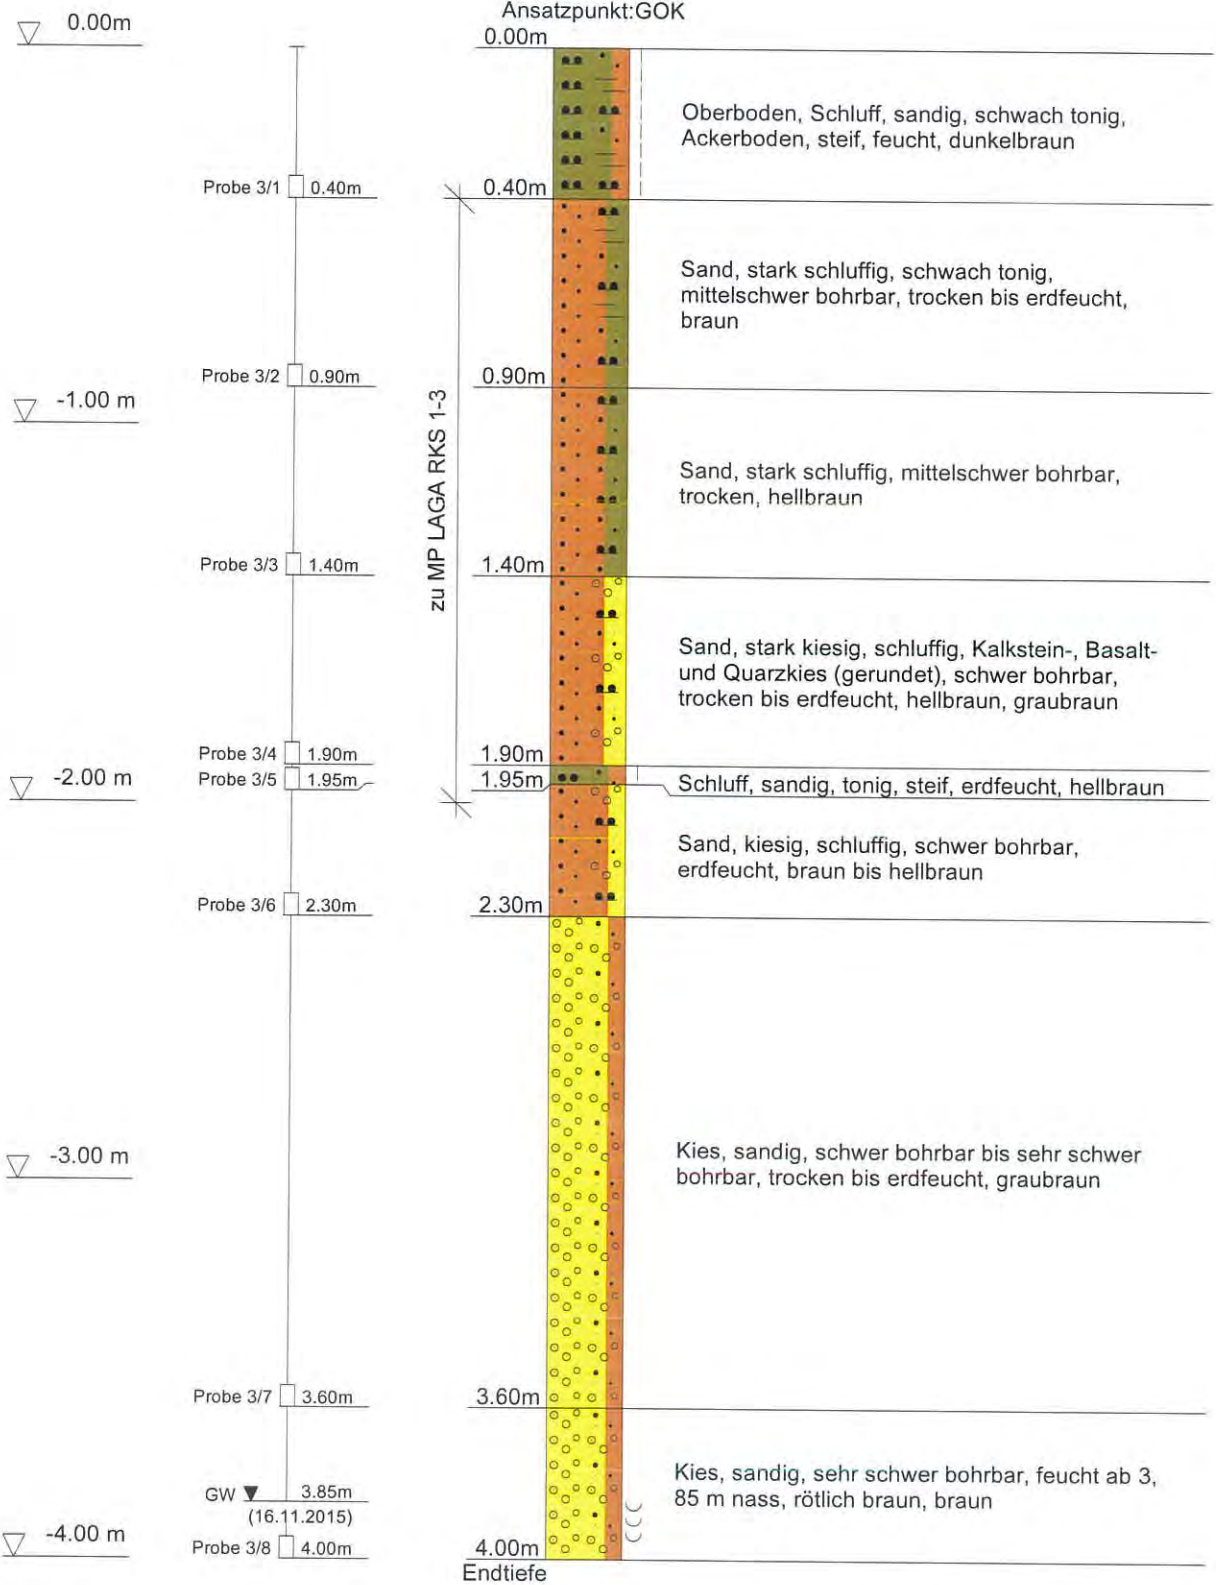 Ansatzpunkt:GOK
0.00m
0.00m
Oberboden, Schluff, sandig, schwach tonig,
Ackerboden, steif, feucht, dunkelbraun
Probe 3/1 0.40m
0.40m
Sand, stark schluffig, schwach tonig,
mittelschwer bohrbar, trocken bis erdfeucht,
braun
Probe 3/2 0.90m
0.90m
-1.00 m
zu MP LAGA RKS 1-3
Sand, stark schluffig, mittelschwer bohrbar,
trocken, hellbraun
Probe 3/3 1.40m
1.40m
Sand, stark kiesig, schluffig, Kalkstein-, Basalt-
und Quarzkies (gerundet), schwer bohrbar,
trocken bis erdfeucht, hellbraun, graubraun
Probe 3/4 1.90m
1.90m
-2.00 m
Probe 3/5 1.95m
1.95m
Schluff, sandig, tonig, steif, erdfeucht, hellbraun
Sand, kiesig, schluffig, schwer bohrbar,
erdfeucht, braun bis hellbraun
Probe 3/6 2.30m
2.30m
-3.00 m
Kies, sandig, schwer bohrbar bis sehr schwer
bohrbar, trocken bis erdfeucht, graubraun
Probe 3/7 3.60m
3.60m
Kies, sandig, sehr schwer bohrbar, feucht ab 3,
85 m nass, rötlich braun, braun
GW 3.85m
(16.11.2015)
-4.00 m
Probe 3/8 4.00m
4.00m
Endtiefe